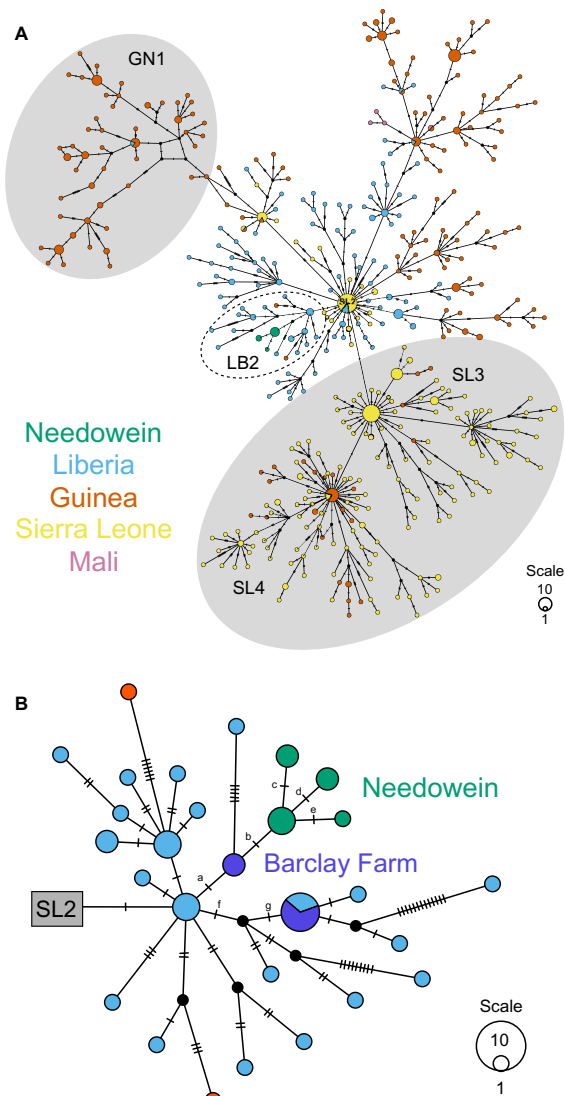 A
GN1
LB2
SL3
Needowein
Liberia
Guinea
Sierra Leone
Mali
SL4
Scale
10
1
B
Needowein
c
d
e
b
Barclay Farm
a
SL2
f
g
Scale
10
1